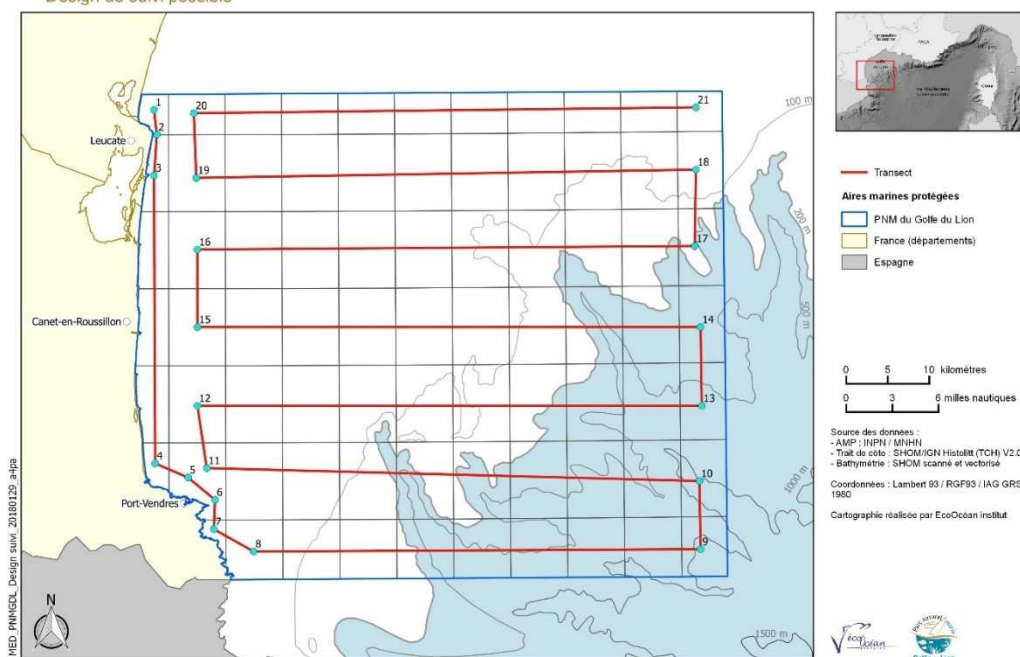 Design de suivi possible
1
20
21
100 m
2
Leucate
3
19
18
200 m
16
17
500 m
Canet-en-Roussillon
15
14
12
13
11
4
5
10
1000 m
6
Port-Vendres
7
8
9
N
1500 m
MED_PNMGDL_Design suivi_20180129_a4pa
Transect
Aires marines protégées
PNM du Golfe du Lion
France (départements)
Espagne
0 5 10 kilomètres
0 3 6 milles nautiques
Source des données :
- AMP : INPN / MNHN
- Trait de côte : SHOM/IGN Histolitt (TCH) V2.0
- Bathymétrie : SHOM scanné et vectorisé
Coordonnées : Lambert 93 / RGF93 / IAG GRS
1980
Cartographie réalisée par EcoOcéan Institut
écoOcéan